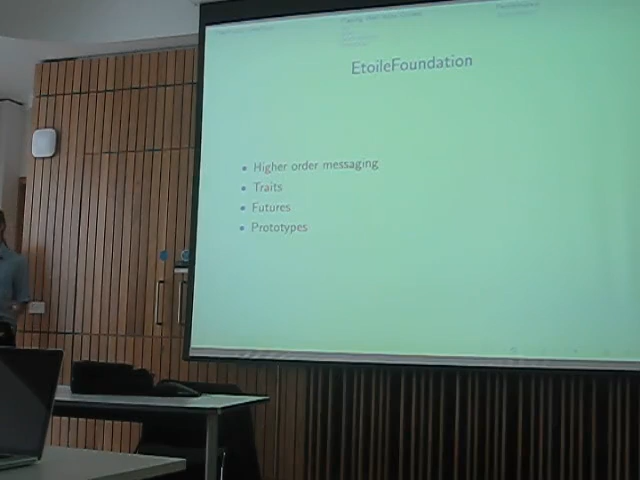 EtoileFoundation
Higher order messaging
Traits
Futures
Prototypes